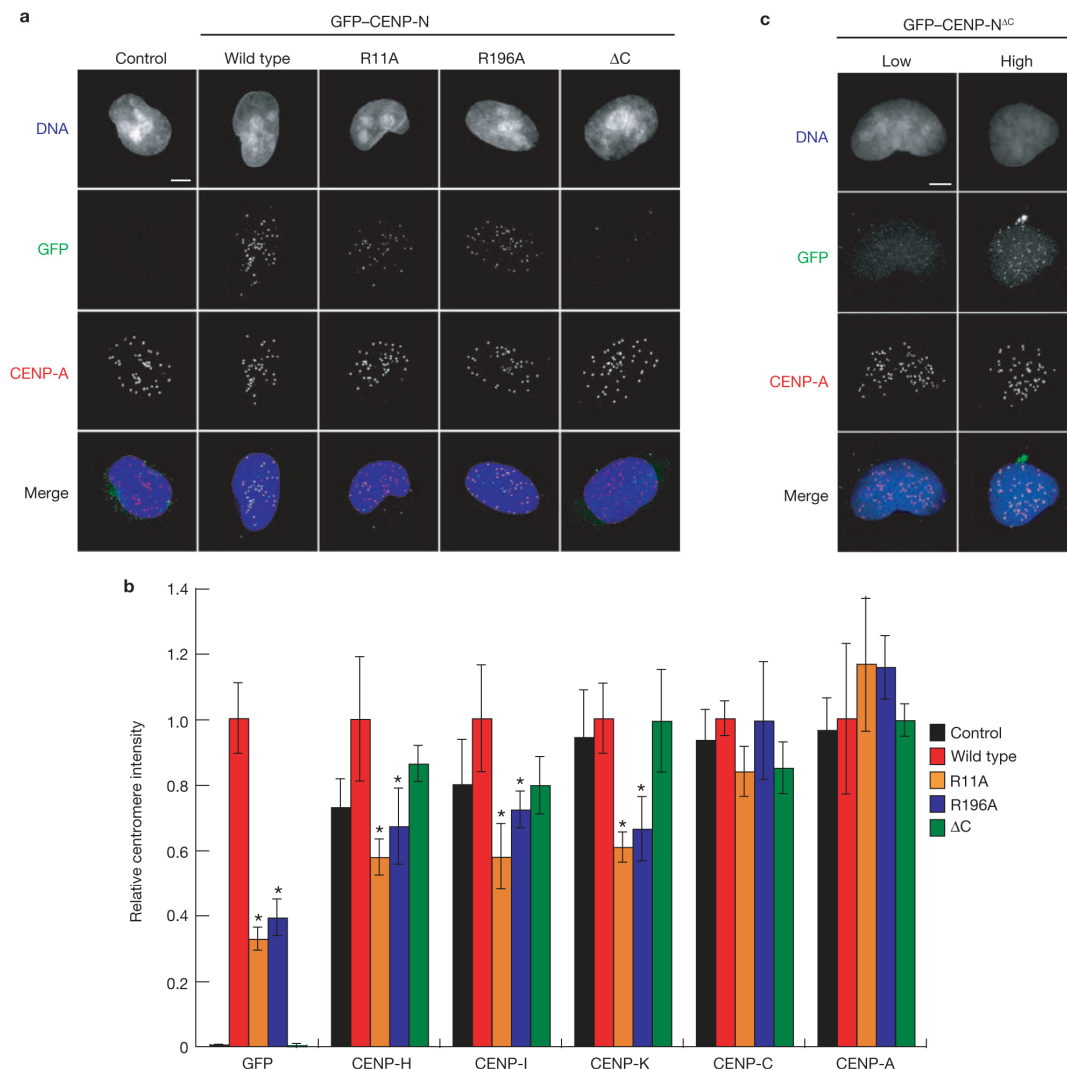 a
GFP–CENP-N
Control Wild type R11A R196A ΔC
DNA
GFP
CENP-A
Merge
c
GFP–CENP-NΔC
Low High
DNA
GFP
CENP-A
Merge
b
Relative centromere intensity
1.4
1.2
1.0
0.8
0.6
0.4
0.2
0
* *
* *
* *
* *
GFP CENP-H CENP-I CENP-K CENP-C CENP-A
Control
Wild type
R11A
R196A
ΔC